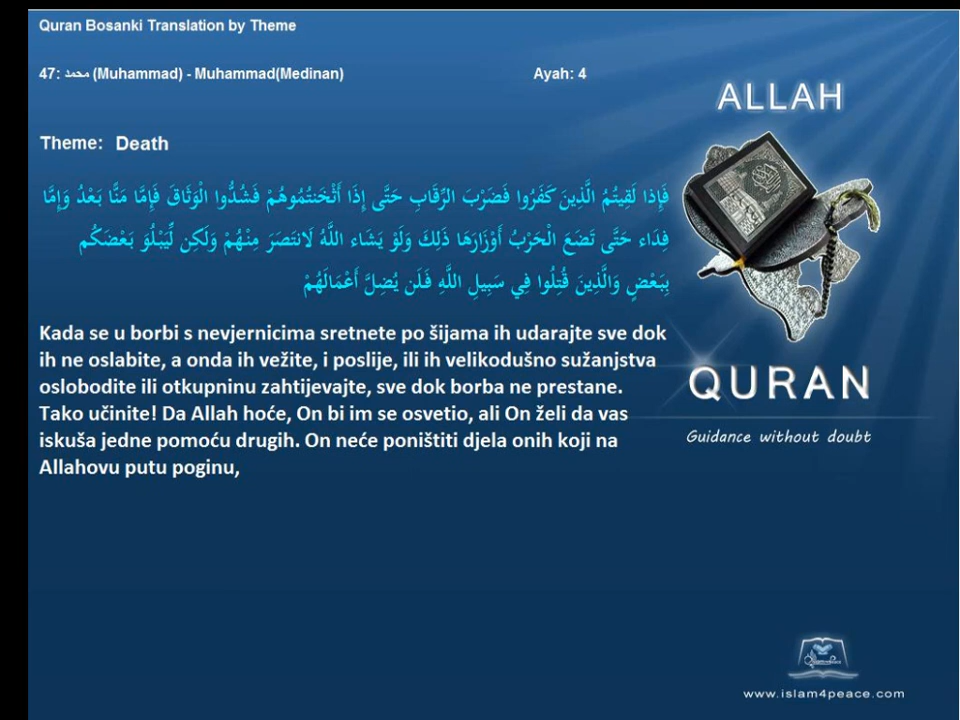 Quran Bosanki Translation by Theme
47: محمد (Muhammad) - Muhammad(Medinan) Ayah: 4
ALLAH
Theme: Death
فَإِذا لَقِيتُمُ الَّذِينَ كَفَرُوا فَضَرْبَ الرِّقَابِ حَتَّى إِذَا أَثْخَنتُمُوهُمْ فَشُدُّوا الْوَثَاقَ فَإِمَّا مَنًّا بَعْدُ وَإِمَّا
فِدَاء حَتَّى تَضَعَ الْحَرْبُ أَوْزَارَهَا ذَلِكَ وَلَوْ يَشَاء اللَّهُ لَانتَصَرَ مِنْهُمْ وَلَكِن لِّيَبْلُوَ بَعْضَكُم
بِبَعْضٍ وَالَّذِينَ قُتِلُوا فِي سَبِيلِ اللَّهِ فَلَن يُضِلَّ أَعْمَالَهُمْ
Kada se u borbi s nevjernicima sretnete po šijama ih udarajte sve dok
ih ne oslabite, a onda ih vežite, i poslije, ili ih velikodušno sužanjstva
oslobodite ili otkupninu zahtijevajte, sve dok borba ne prestane.
Tako učinite! Da Allah hoće, On bi im se osvetio, ali On želi da vas
iskuša jedne pomoću drugih. On neće poništiti djela onih koji na
Allahovu putu poginu,
QURAN
Guidance without doubt
www.islam4peace.com